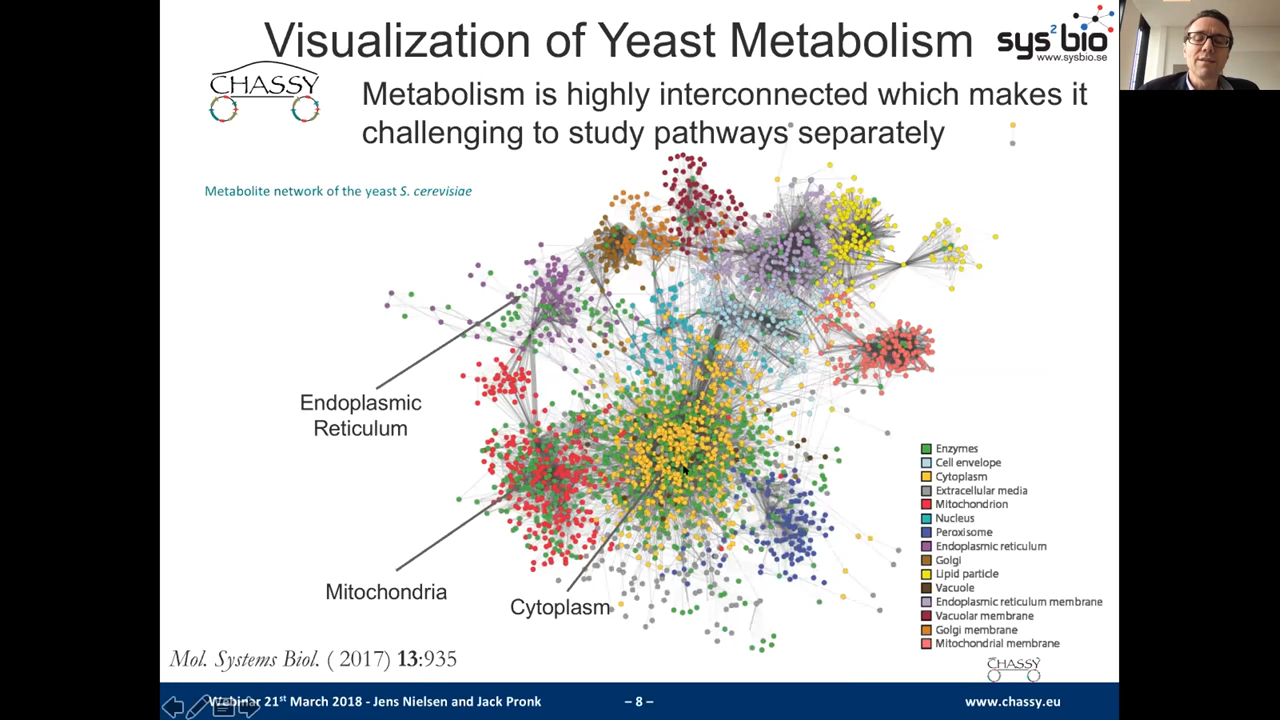 Visualization of Yeast Metabolism
sys2bio
www.sysbio.se
CHASSY
Metabolism is highly interconnected which makes it
challenging to study pathways separately
Metabolite network of the yeast S. cerevisiae
Endoplasmic
Reticulum
Mitochondria
Cytoplasm
Enzymes
Cell envelope
Cytoplasm
Extracellular media
Mitochondrion
Nucleus
Peroxisome
Endoplasmic reticulum
Golgi
Lipid particle
Vacuole
Endoplasmic reticulum membrane
Vacuolar membrane
Golgi membrane
Mitochondrial membrane
Mol. Systems Biol. ( 2017) 13:935
CHASSY
Webinar 21st March 2018 - Jens Nielsen and Jack Pronk
– 8 –
www.chassy.eu